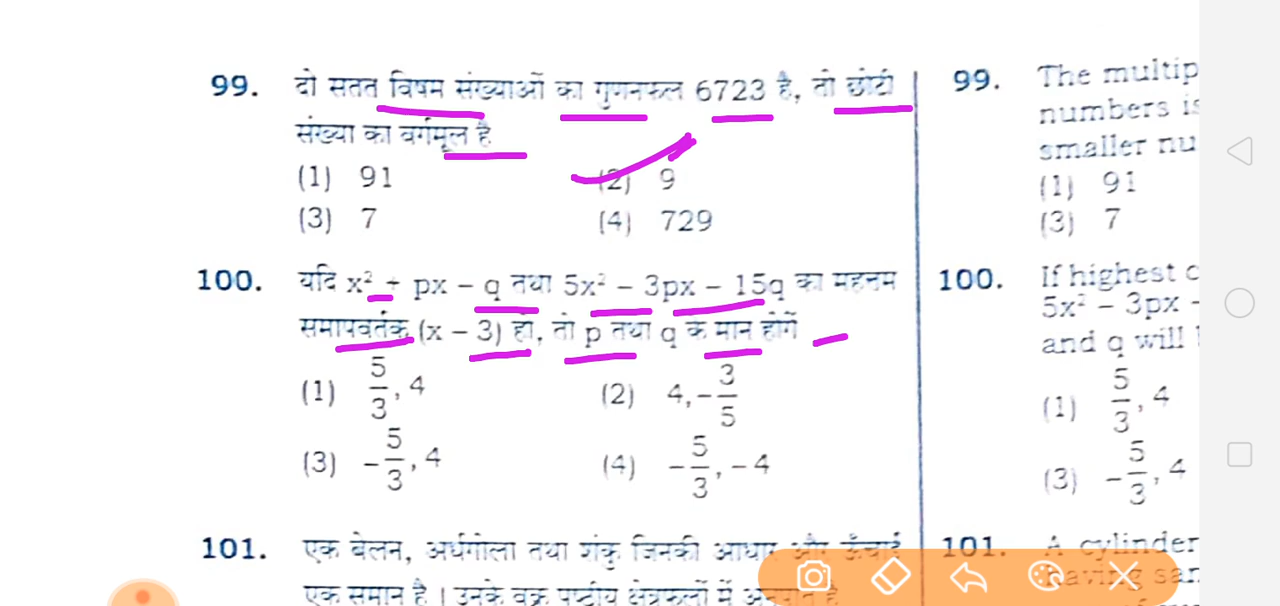 99. दो सतत विषम संख्याओं का गुणनफल 6723 है, तो छोटी
संख्या का वर्गमूल है
(1) 91 (2) 9
(3) 7 (4) 729
100. यदि x² + px – q तथा 5x² – 3px – 15q का महत्तम
समापवर्तक (x – 3) हो, तो p तथा q के मान होगें
(1) 5/3, 4 (2) 4, –3/5
(3) –5/3, 4 (4) –5/3, –4
101. एक बेलन, अर्धगोला तथा शंकु जिनकी आधार और ऊँचाई
एक समान है । उनके वक्र पृष्ठीय क्षेत्रफलों में अनुपात है
99. The multip
numbers is
smaller nu
(1) 91
(3) 7
100. If highest c
5x² – 3px –
and q will
(1) 5/3, 4
(3) –5/3, 4
101. A cylinder
having sar